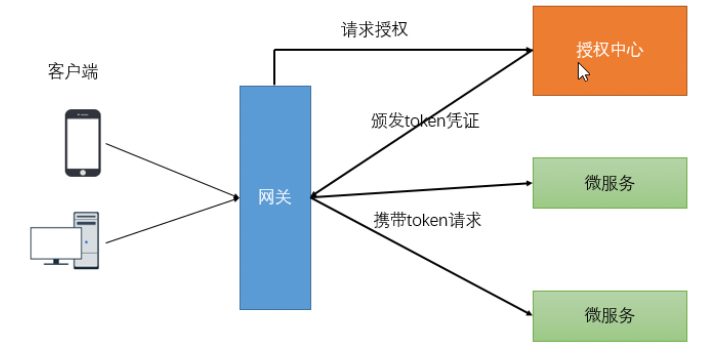 请求授权
授权中心
客户端
颁发token凭证
微服务
网关
携带token请求
微服务